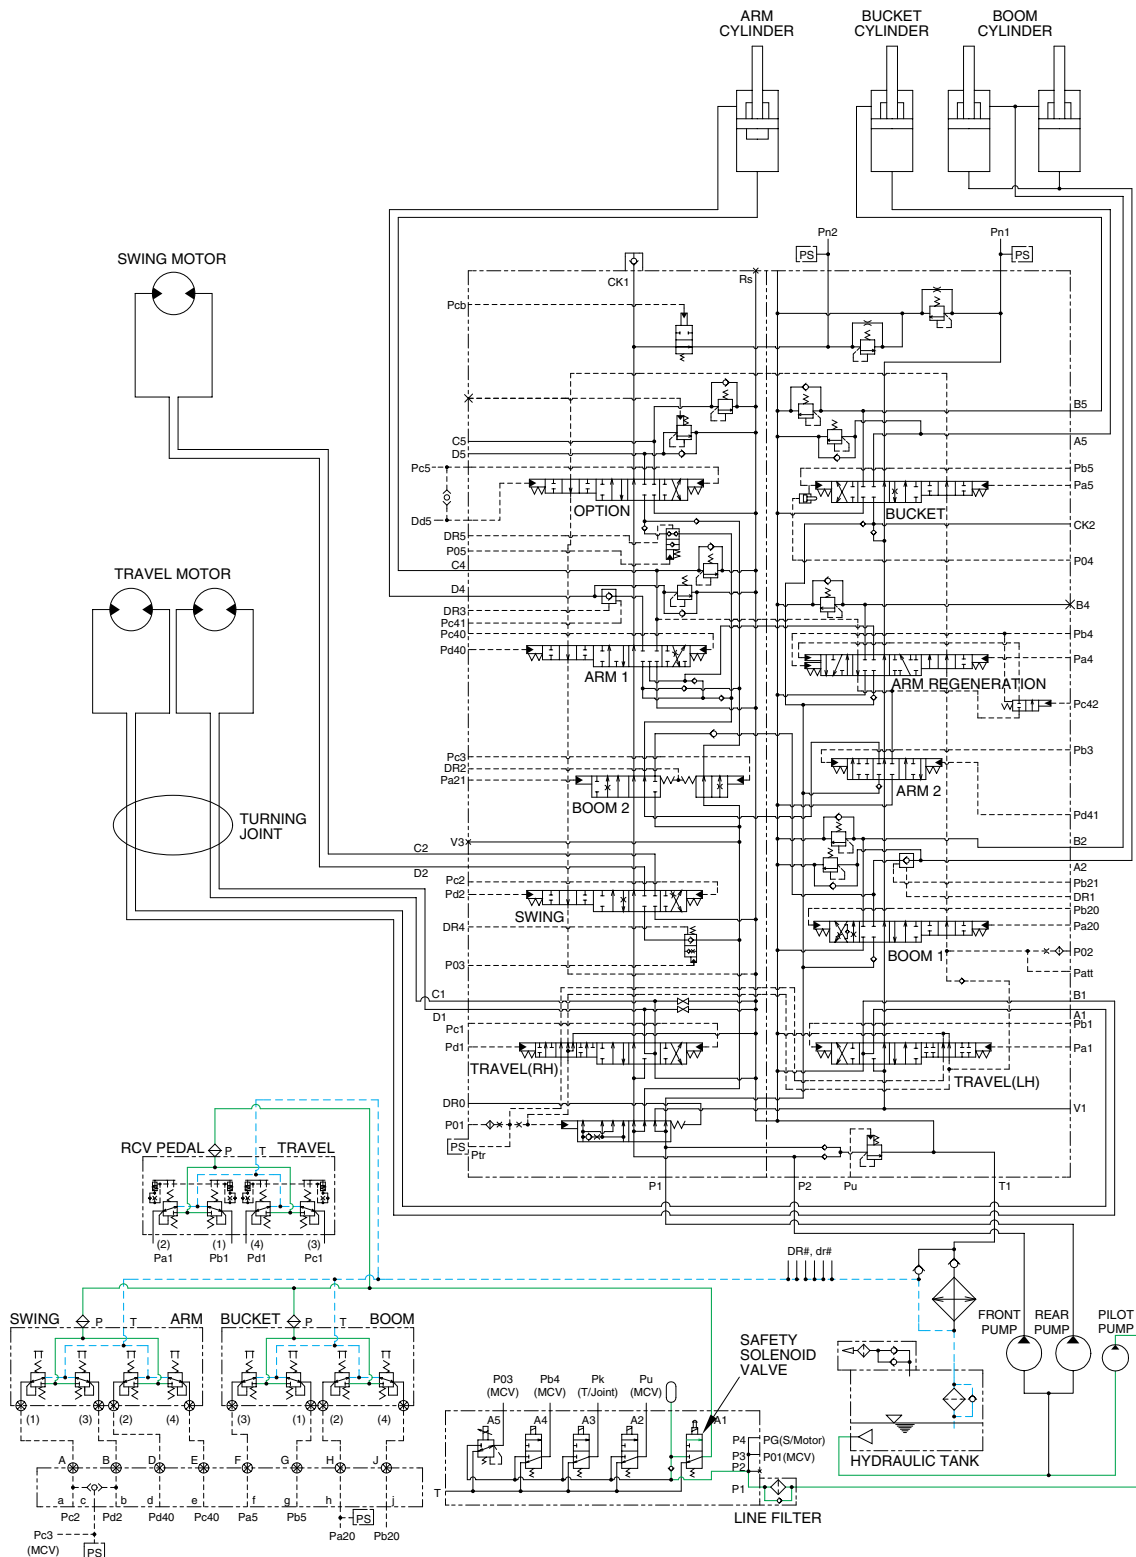 ARM
CYLINDER
BUCKET
CYLINDER
BOOM
CYLINDER
SWING MOTOR
Pn2
Pn1
PS
PS
CK1
Rs
Pcb
B5
C5
A5
D5
Pc5
Pb5
Pa5
OPTION
BUCKET
Dd5
CK2
DR5
P05
P04
C4
TRAVEL MOTOR
D4
B4
DR3
Pc41
Pc40
Pb4
Pd40
Pa4
ARM 1
ARM REGENERATION
Pc42
Pc3
Pb3
DR2
Pa21
ARM 2
BOOM 2
TURNING
JOINT
Pd41
V3
B2
C2
D2
A2
Pc2
Pb21
Pd2
DR1
SWING
Pb20
DR4
Pa20
BOOM 1
P03
P02
Patt
C1
B1
D1
A1
Pc1
Pb1
Pd1
Pa1
TRAVEL(RH)
TRAVEL(LH)
DR0
V1
P01
PS
Ptr
RCV PEDAL
P
T
TRAVEL
P1
P2
Pu
T1
(2)
(1)
(4)
(3)
Pa1
Pb1
Pd1
Pc1
DR#, dr#
SWING
P
T
ARM
BUCKET
P
T
BOOM
FRONT
PUMP
REAR
PUMP
PILOT
PUMP
SAFETY
SOLENOID
VALVE
P03
(MCV)
Pb4
(MCV)
Pk
(T/Joint)
Pu
(MCV)
(1)
(3)
(2)
(4)
(3)
(1)
(2)
(4)
A5
A4
A3
A2
A1
P4
PG(S/Motor)
P3
P01(MCV)
P2
P1
T
HYDRAULIC TANK
LINE FILTER
A
B
D
E
F
G
H
J
a
c
b
d
e
f
g
h
i
Pc2
Pd2
Pd40
Pc40
Pa5
Pb5
PS
Pa20
Pb20
Pc3
(MCV)
PS